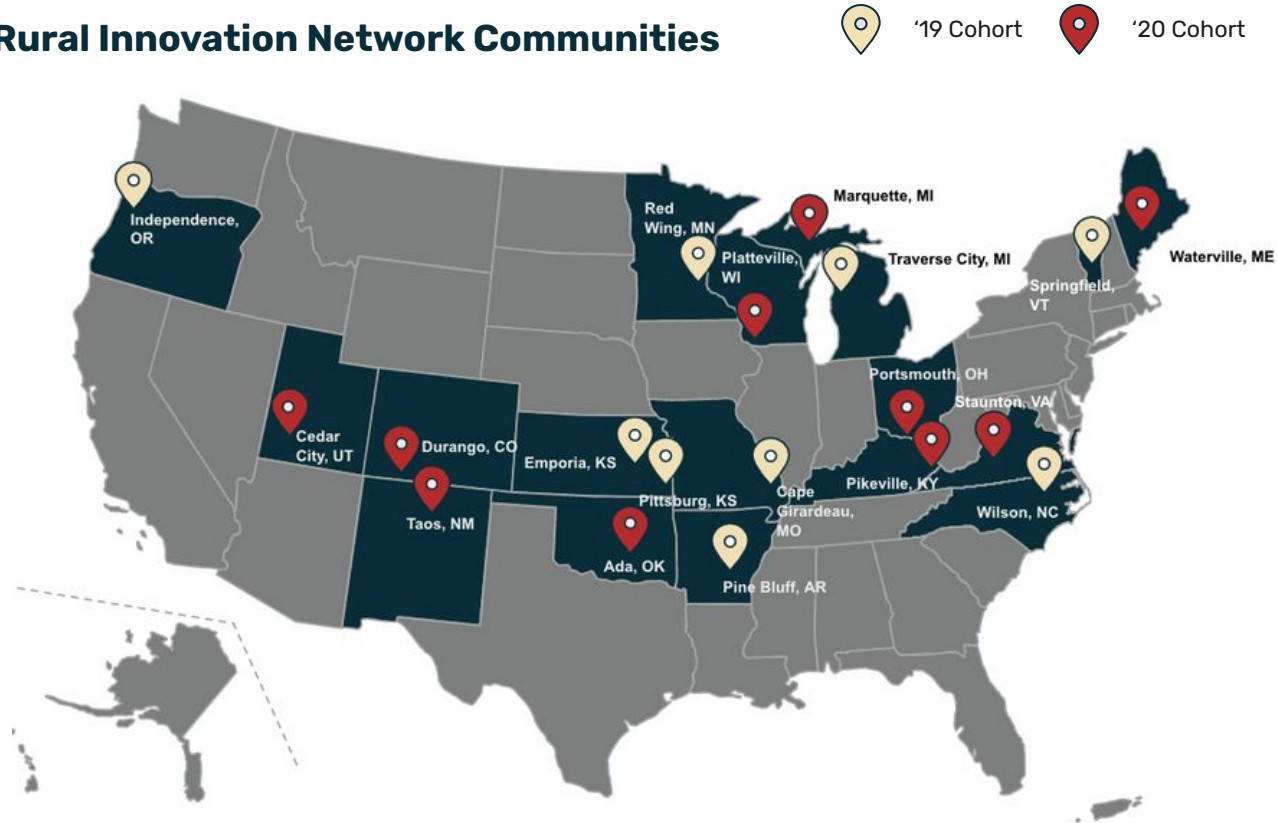 Rural Innovation Network Communities
‘19 Cohort
‘20 Cohort
Independence,
OR
Red
Wing, MN
Marquette, MI
Platteville,
WI
Traverse City, MI
Waterville, ME
Springfield,
VT
Portsmouth, OH
Staunton, VA
Cedar
City, UT
Durango, CO
Emporia, KS
Pittsburg, KS
Cape
Girardeau,
MO
Pikeville, KY
Wilson, NC
Taos, NM
Ada, OK
Pine Bluff, AR